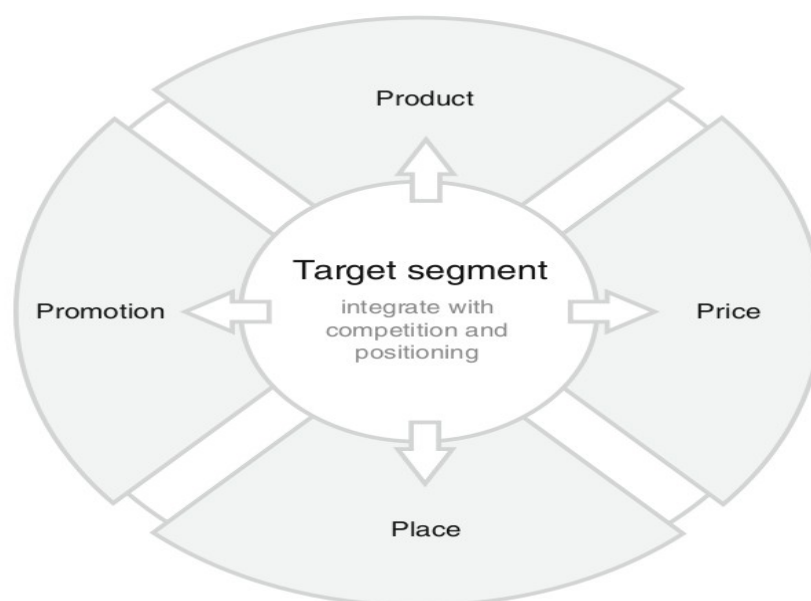 Product
Target segment
integrate with
competition and
positioning
Promotion
Price
Place